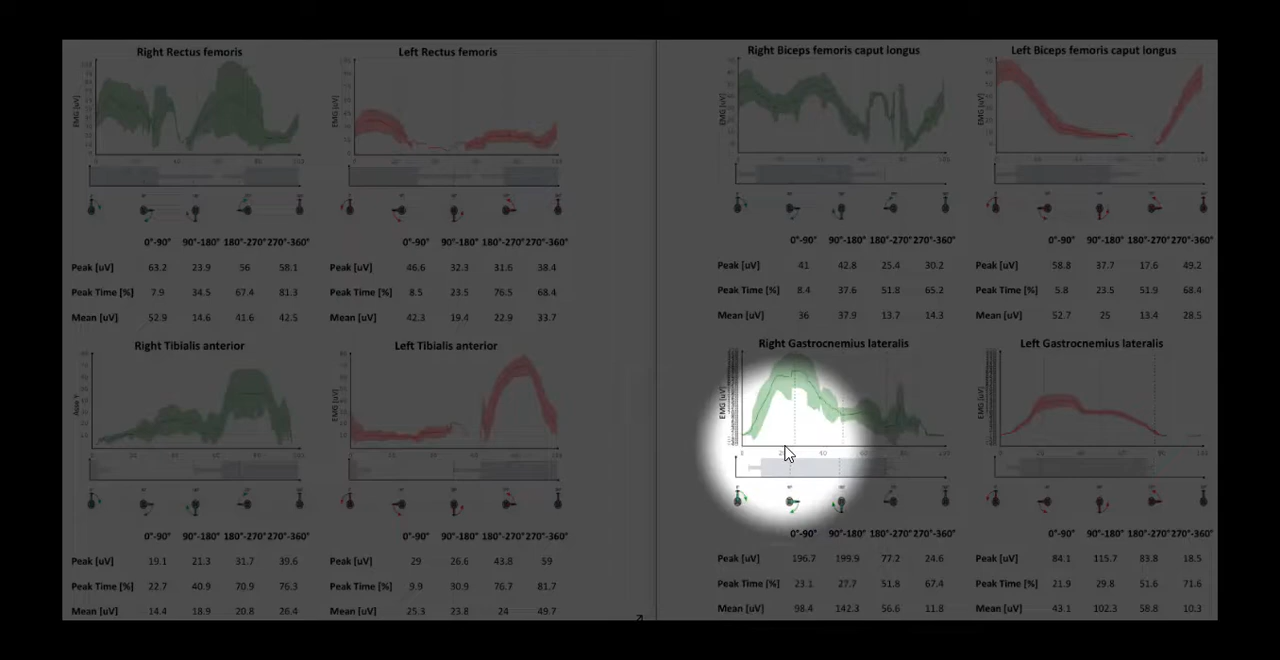 Right Rectus femoris
Left Rectus femoris
EMG [uV]
EMG [uV]
0°-90° 90°-180° 180°-270° 270°-360°
Peak [uV] 63.2 23.9 56 58.1
Peak Time [%] 7.9 34.5 67.4 81.3
Mean [uV] 52.9 14.6 41.6 42.5
0°-90° 90°-180° 180°-270° 270°-360°
Peak [uV] 46.6 32.3 31.6 38.4
Peak Time [%] 8.5 23.5 76.5 68.4
Mean [uV] 42.3 19.4 22.9 33.7
Right Tibialis anterior
Left Tibialis anterior
EMG [uV]
0°-90° 90°-180° 180°-270° 270°-360°
Peak [uV] 19.1 21.3 31.7 39.6
Peak Time [%] 22.7 40.9 70.9 76.3
Mean [uV] 14.4 18.9 20.8 26.4
0°-90° 90°-180° 180°-270° 270°-360°
Peak [uV] 29 26.6 43.8 59
Peak Time [%] 9.9 30.9 76.7 81.7
Mean [uV] 25.3 23.8 24 49.7
Right Biceps femoris caput longus
Left Biceps femoris caput longus
EMG [uV]
EMG [uV]
0°-90° 90°-180° 180°-270° 270°-360°
Peak [uV] 41 42.8 25.4 30.2
Peak Time [%] 8.4 37.6 51.8 65.2
Mean [uV] 36 37.9 13.7 14.3
0°-90° 90°-180° 180°-270° 270°-360°
Peak [uV] 58.8 37.7 17.6 49.2
Peak Time [%] 5.8 23.5 51.9 68.4
Mean [uV] 52.7 25 13.4 28.5
Right Gastrocnemius lateralis
Left Gastrocnemius lateralis
EMG [uV]
EMG [uV]
0°-90° 90°-180° 180°-270° 270°-360°
Peak [uV] 196.7 199.9 77.2 24.6
Peak Time [%] 23.1 27.7 51.8 67.4
Mean [uV] 98.4 142.3 56.6 11.8
0°-90° 90°-180° 180°-270° 270°-360°
Peak [uV] 84.1 115.7 83.8 18.5
Peak Time [%] 21.9 29.8 51.6 71.6
Mean [uV] 43.1 102.3 58.8 10.3